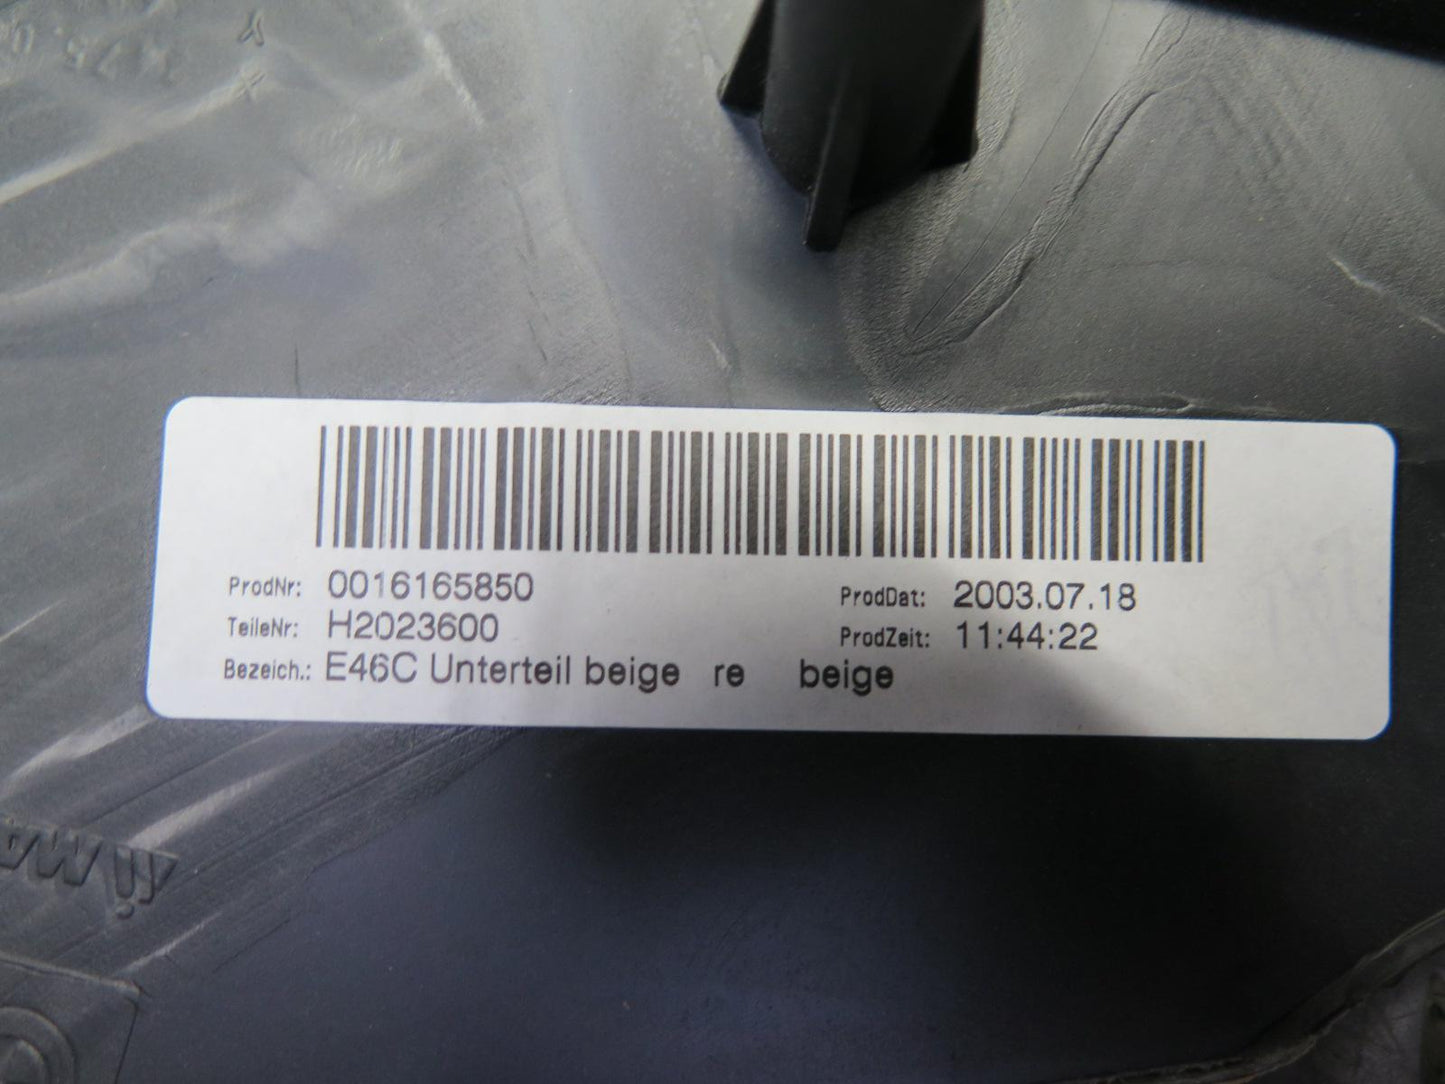 ProdNr: 0016165850 ProdDat: 2003.07.18
TeileNr: H2023600 ProdZeit: 11:44:22
Bezeich.: E46C Unterteil beige re beige